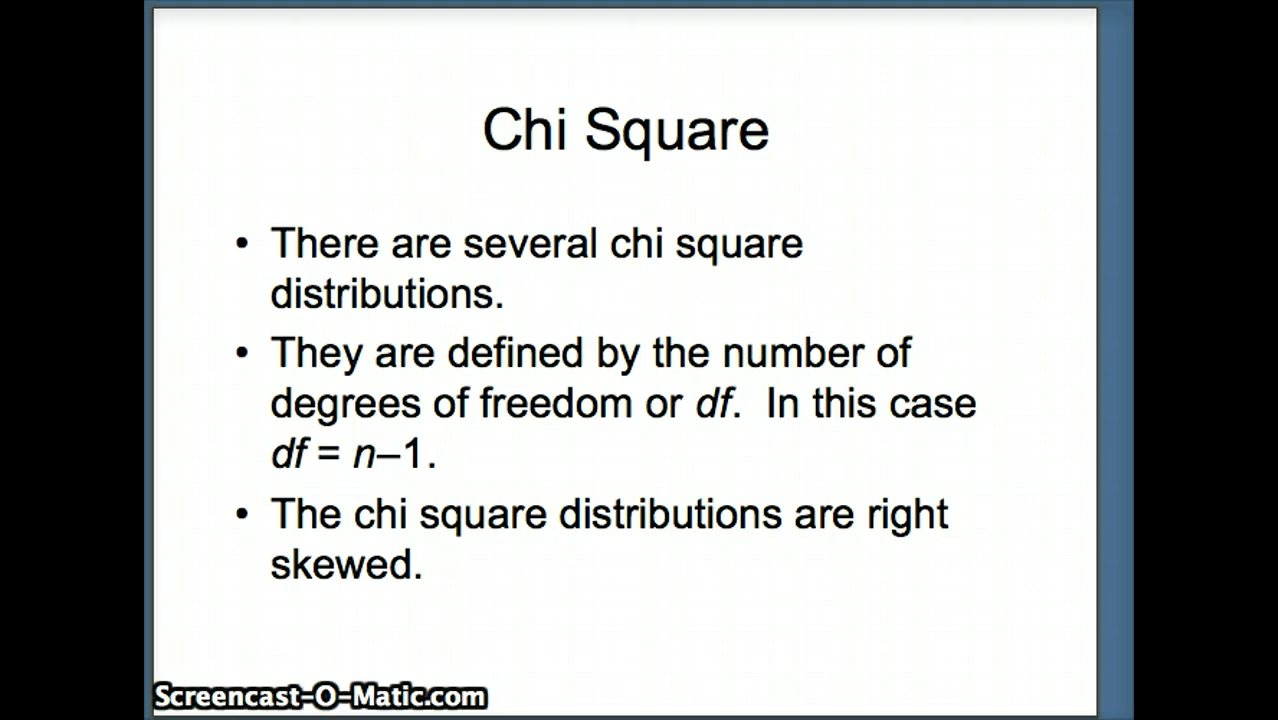 Chi Square
• There are several chi square
distributions.
• They are defined by the number of
degrees of freedom or df. In this case
df = n–1.
• The chi square distributions are right
skewed.
Screencast-O-Matic.com